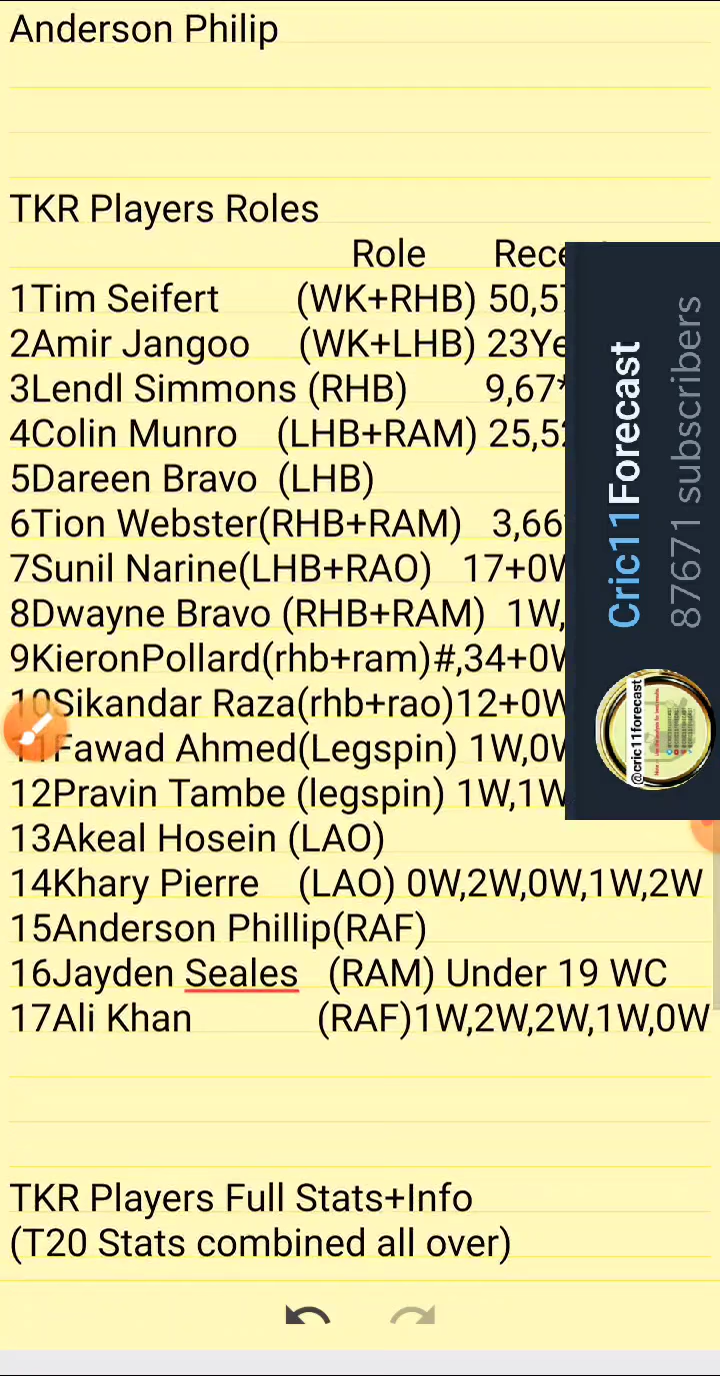 Anderson Philip
TKR Players Roles
Role Rece
1Tim Seifert (WK+RHB) 50,57
2Amir Jangoo (WK+LHB) 23Ye
3Lendl Simmons (RHB) 9,67*
4Colin Munro (LHB+RAM) 25,52
5Dareen Bravo (LHB)
6Tion Webster(RHB+RAM) 3,66
7Sunil Narine(LHB+RAO) 17+0W
8Dwayne Bravo (RHB+RAM) 1W,
9KieronPollard(rhb+ram)#,34+0W
10Sikandar Raza(rhb+rao)12+0W
11Fawad Ahmed(Legspin) 1W,0W
12Pravin Tambe (legspin) 1W,1W
13Akeal Hosein (LAO)
14Khary Pierre (LAO) 0W,2W,0W,1W,2W
15Anderson Phillip(RAF)
16Jayden Seales (RAM) Under 19 WC
17Ali Khan (RAF)1W,2W,2W,1W,0W
TKR Players Full Stats+Info
(T20 Stats combined all over)
Cric11Forecast
87671 subscribers
@cric11forecast